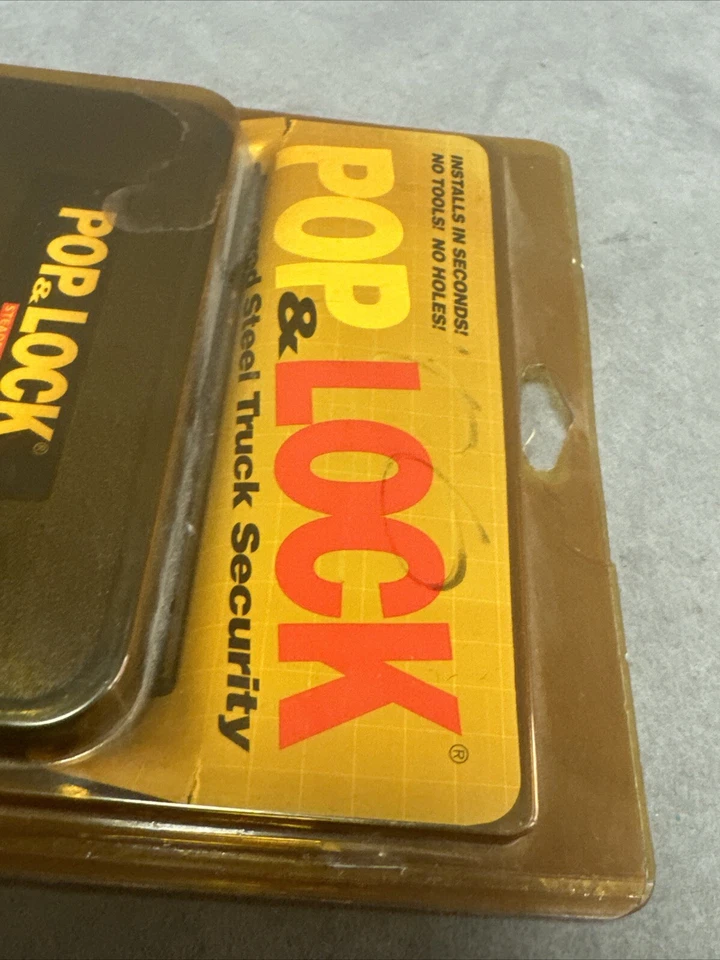 INSTALLS IN SECONDS!
NO TOOLS! NO HOLES!
POP & LOCK®
Steel Truck Security
POP & LOCK®